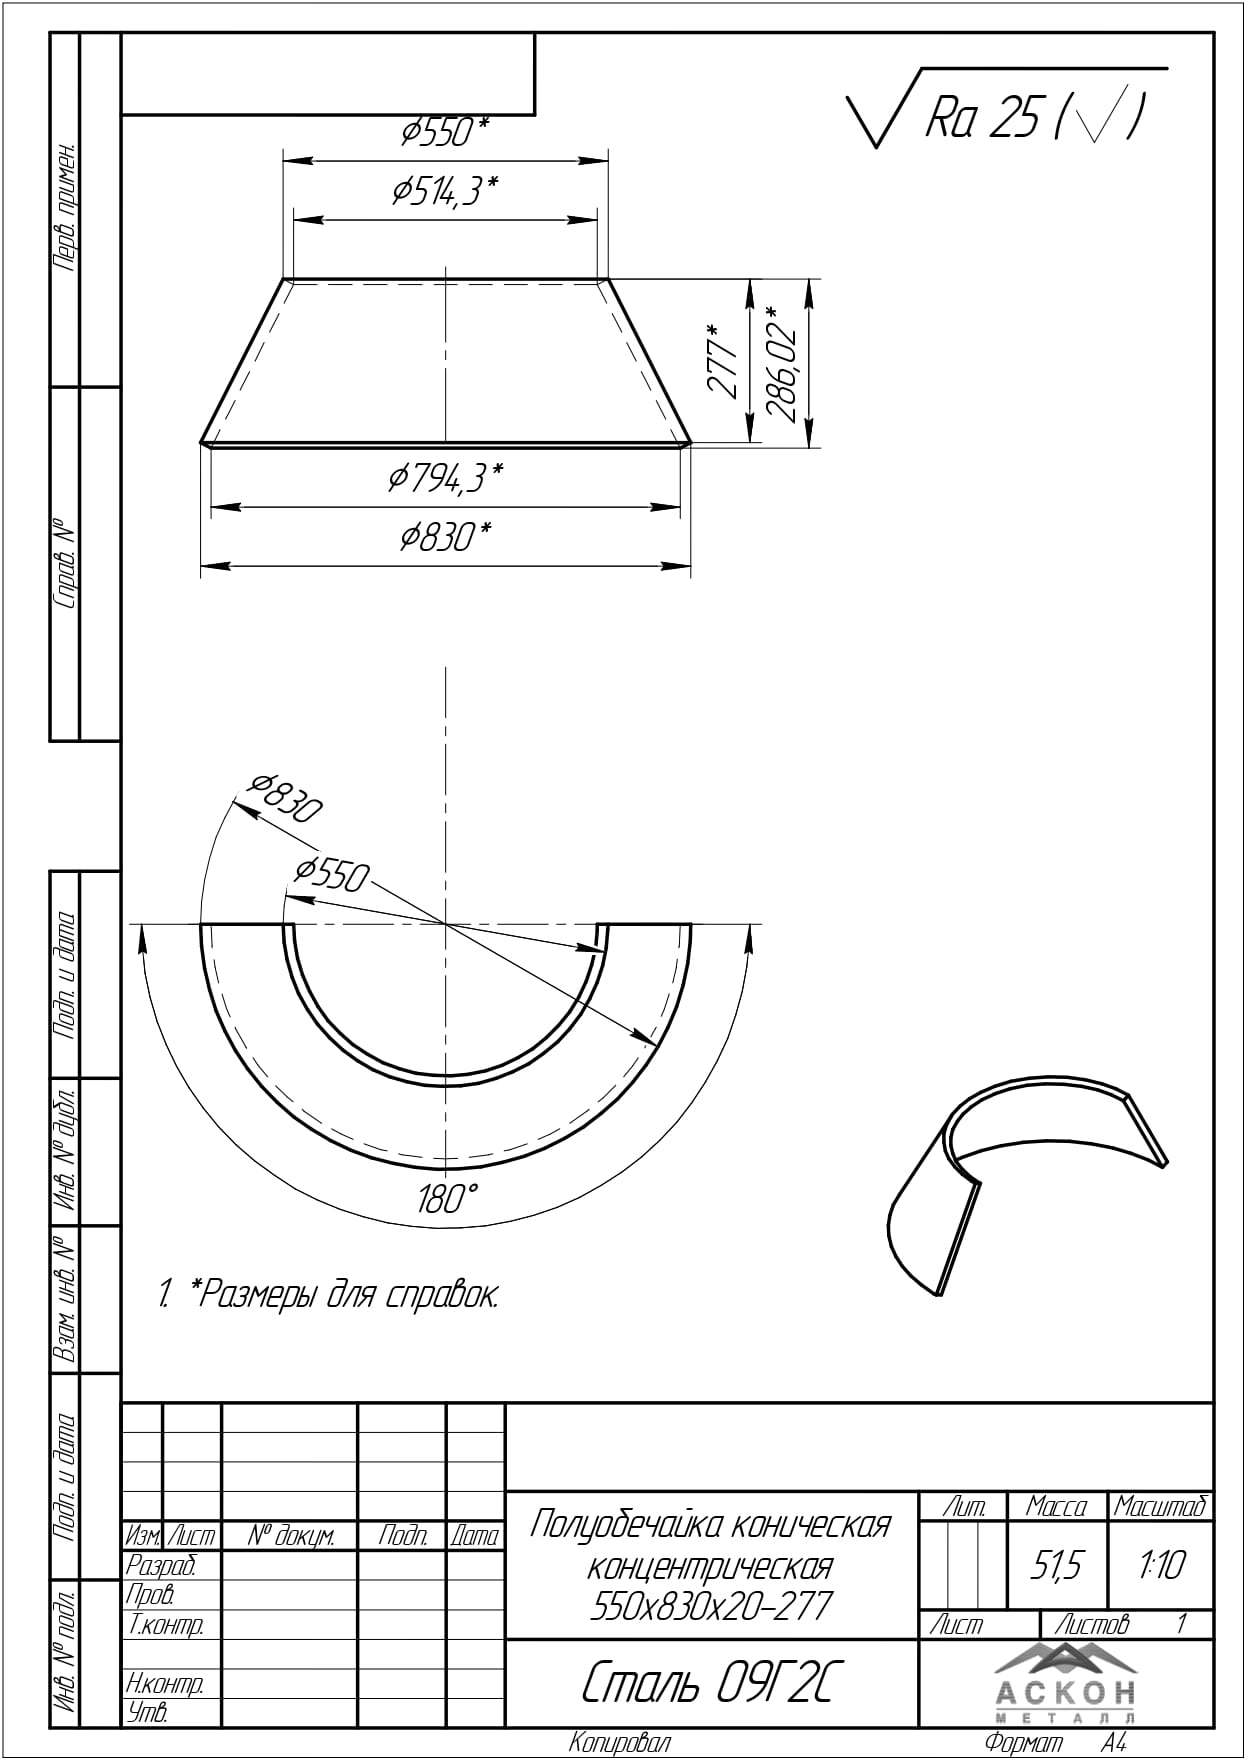 Ra 25 (√)
⌀550*
⌀514,3*
277*
286,02*
⌀794,3*
⌀830*
⌀830
⌀550
180°
1. *Размеры для справок.
Перв. примен.
Справ. №
Подп. и дата
Инв. № дубл.
Взам. инв. №
Подп. и дата
Инв. № подл.
Изм. Лист № докум. Подп. Дата
Разраб.
Пров.
Т.контр.
Н.контр.
Утв.
Полуобечайка коническая
концентрическая
550х830х20-277
Сталь 09Г2С
Лит. Масса Масштаб
51,5 1:10
Лист Листов 1
АСКОН
МЕТАЛЛ
Копировал Формат А4